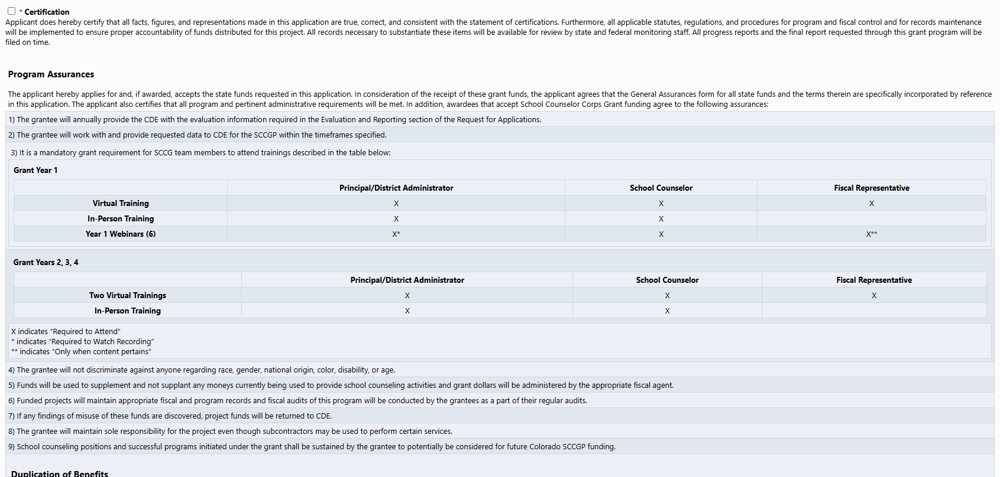 * Certification
Applicant does hereby certify that all facts, figures, and representations made in this application are true, correct, and consistent with the statement of certifications. Furthermore, all applicable statutes, regulations, and procedures for program and fiscal control and for records maintenance
will be implemented to ensure proper accountability of funds distributed for this project. All records necessary to substantiate these items will be available for review by state and federal monitoring staff. All progress reports and the final report requested through this grant program will be
filed on time.
Program Assurances
The applicant hereby applies for and, if awarded, accepts the state funds requested in this application. In consideration of the receipt of these grant funds, the applicant agrees that the General Assurances form for all state funds and the terms therein are specifically incorporated by reference
in this application. The applicant also certifies that all program and pertinent administrative requirements will be met. In addition, awardees that accept School Counselor Corps Grant funding agree to the following assurances:
1) The grantee will annually provide the CDE with the evaluation information required in the Evaluation and Reporting section of the Request for Applications.
2) The grantee will work with and provide requested data to CDE for the SCCGP within the timeframes specified.
3) It is a mandatory grant requirement for SCCG team members to attend trainings described in the table below:
Grant Year 1
Principal/District Administrator School Counselor Fiscal Representative
Virtual Training X X X
In-Person Training X X
Year 1 Webinars (6) X* X X**
Grant Years 2, 3, 4
Principal/District Administrator School Counselor Fiscal Representative
Two Virtual Trainings X X X
In-Person Training X X
X indicates “Required to Attend”
* indicates “Required to Watch Recording”
** indicates “Only when content pertains”
4) The grantee will not discriminate against anyone regarding race, gender, national origin, color, disability, or age.
5) Funds will be used to supplement and not supplant any moneys currently being used to provide school counseling activities and grant dollars will be administered by the appropriate fiscal agent.
6) Funded projects will maintain appropriate fiscal and program records and fiscal audits of this program will be conducted by the grantees as a part of their regular audits.
7) If any findings of misuse of these funds are discovered, project funds will be returned to CDE.
8) The grantee will maintain sole responsibility for the project even though subcontractors may be used to perform certain services.
9) School counseling positions and successful programs initiated under the grant shall be sustained by the grantee to potentially be considered for future Colorado SCCGP funding.
Duplication of Benefits